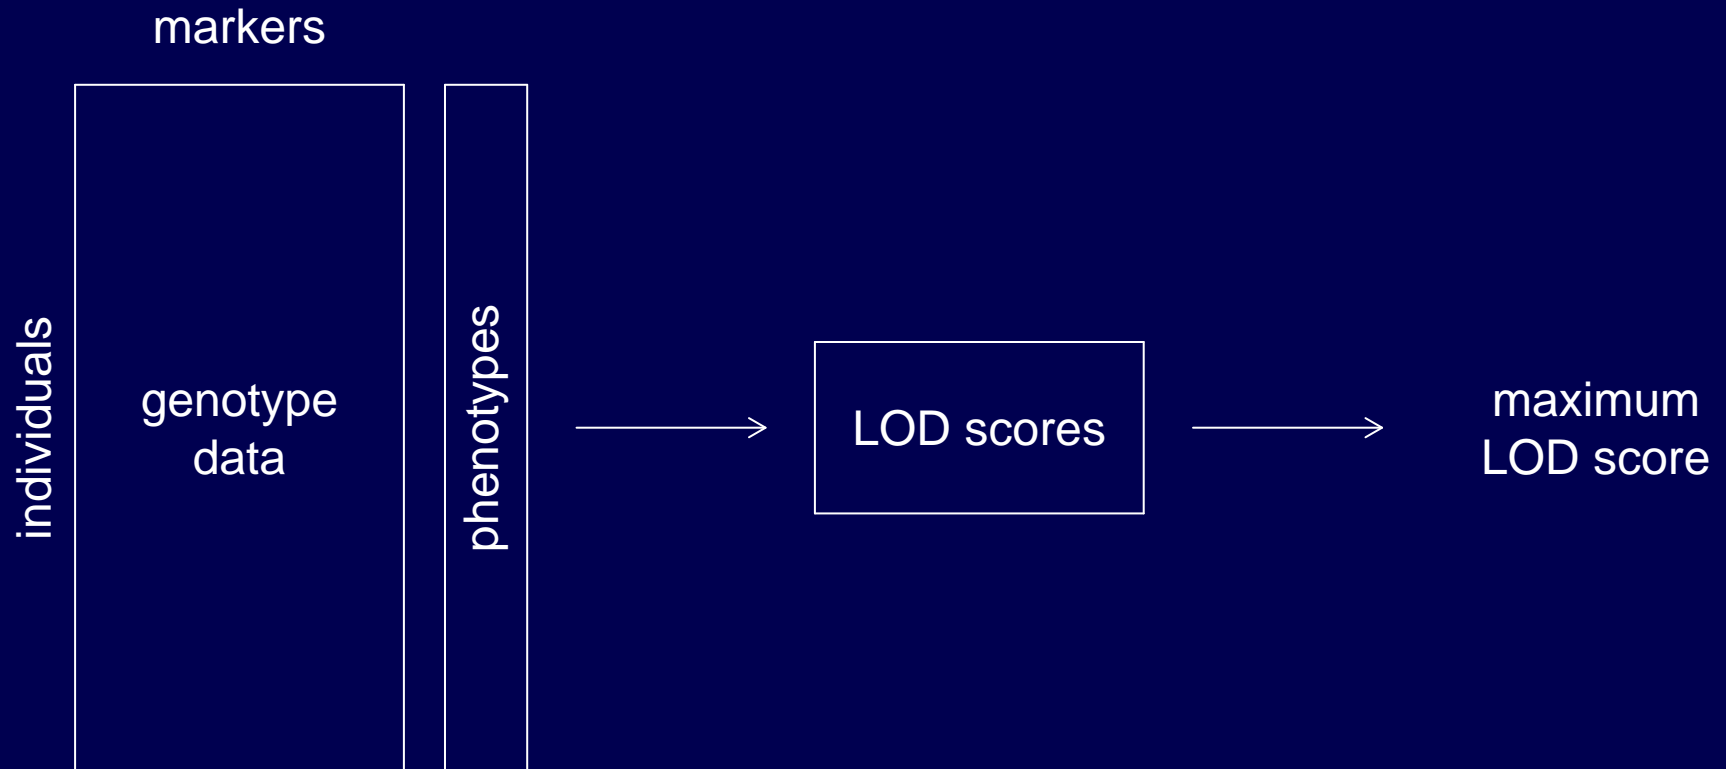 markers
individuals
genotype
data
phenotypes
LOD scores
maximum
LOD score